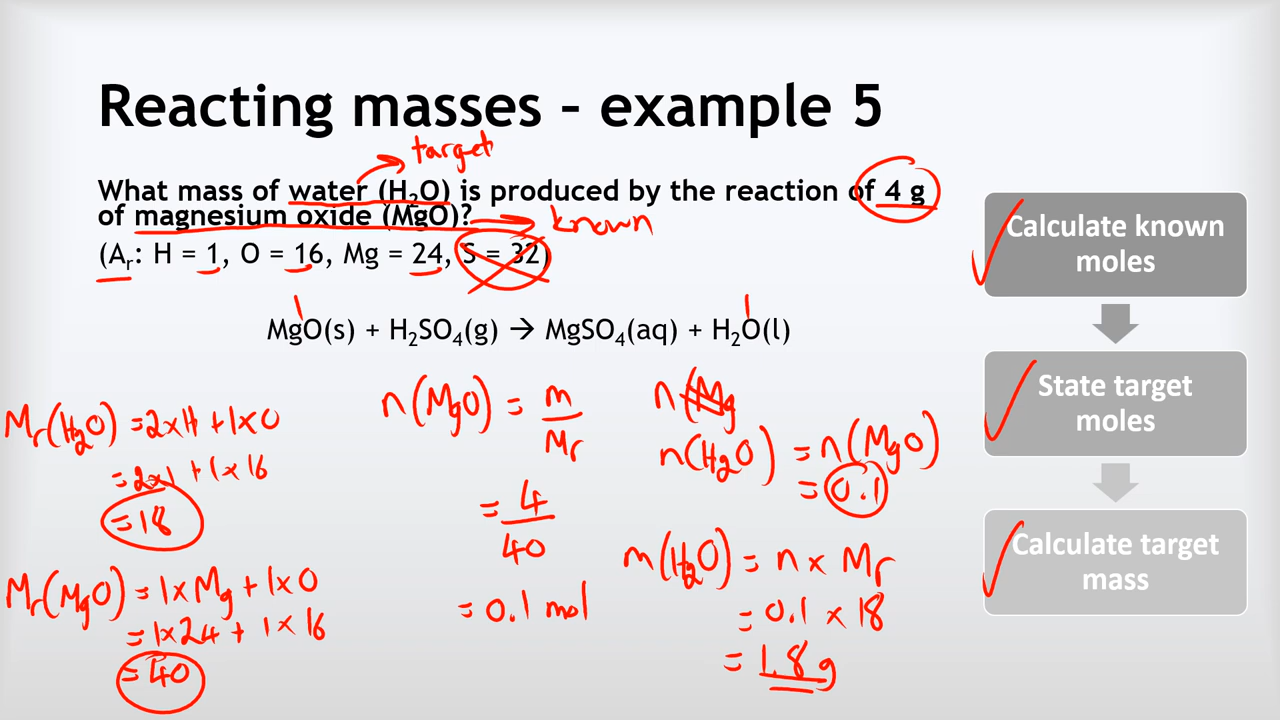 Reacting masses – example 5
target
What mass of water (H₂O) is produced by the reaction of 4 g
of magnesium oxide (MgO)?
known
(Aᵣ: H = 1, O = 16, Mg = 24, S = 32)
1 1
MgO(s) + H₂SO₄(g) → MgSO₄(aq) + H₂O(l)
Mr(H₂O) = 2×H + 1×O
= 2×1 + 1×16
= 18
Mr(MgO) = 1×Mg + 1×O
= 1×24 + 1×16
= 40
n(MgO) = m
Mr
= 4
40
= 0.1 mol
n(Mg
n(H₂O) = n(MgO)
= 0.1
m(H₂O) = n × Mr
= 0.1 × 18
= 1.8 g
Calculate known
moles
State target
moles
Calculate target
mass